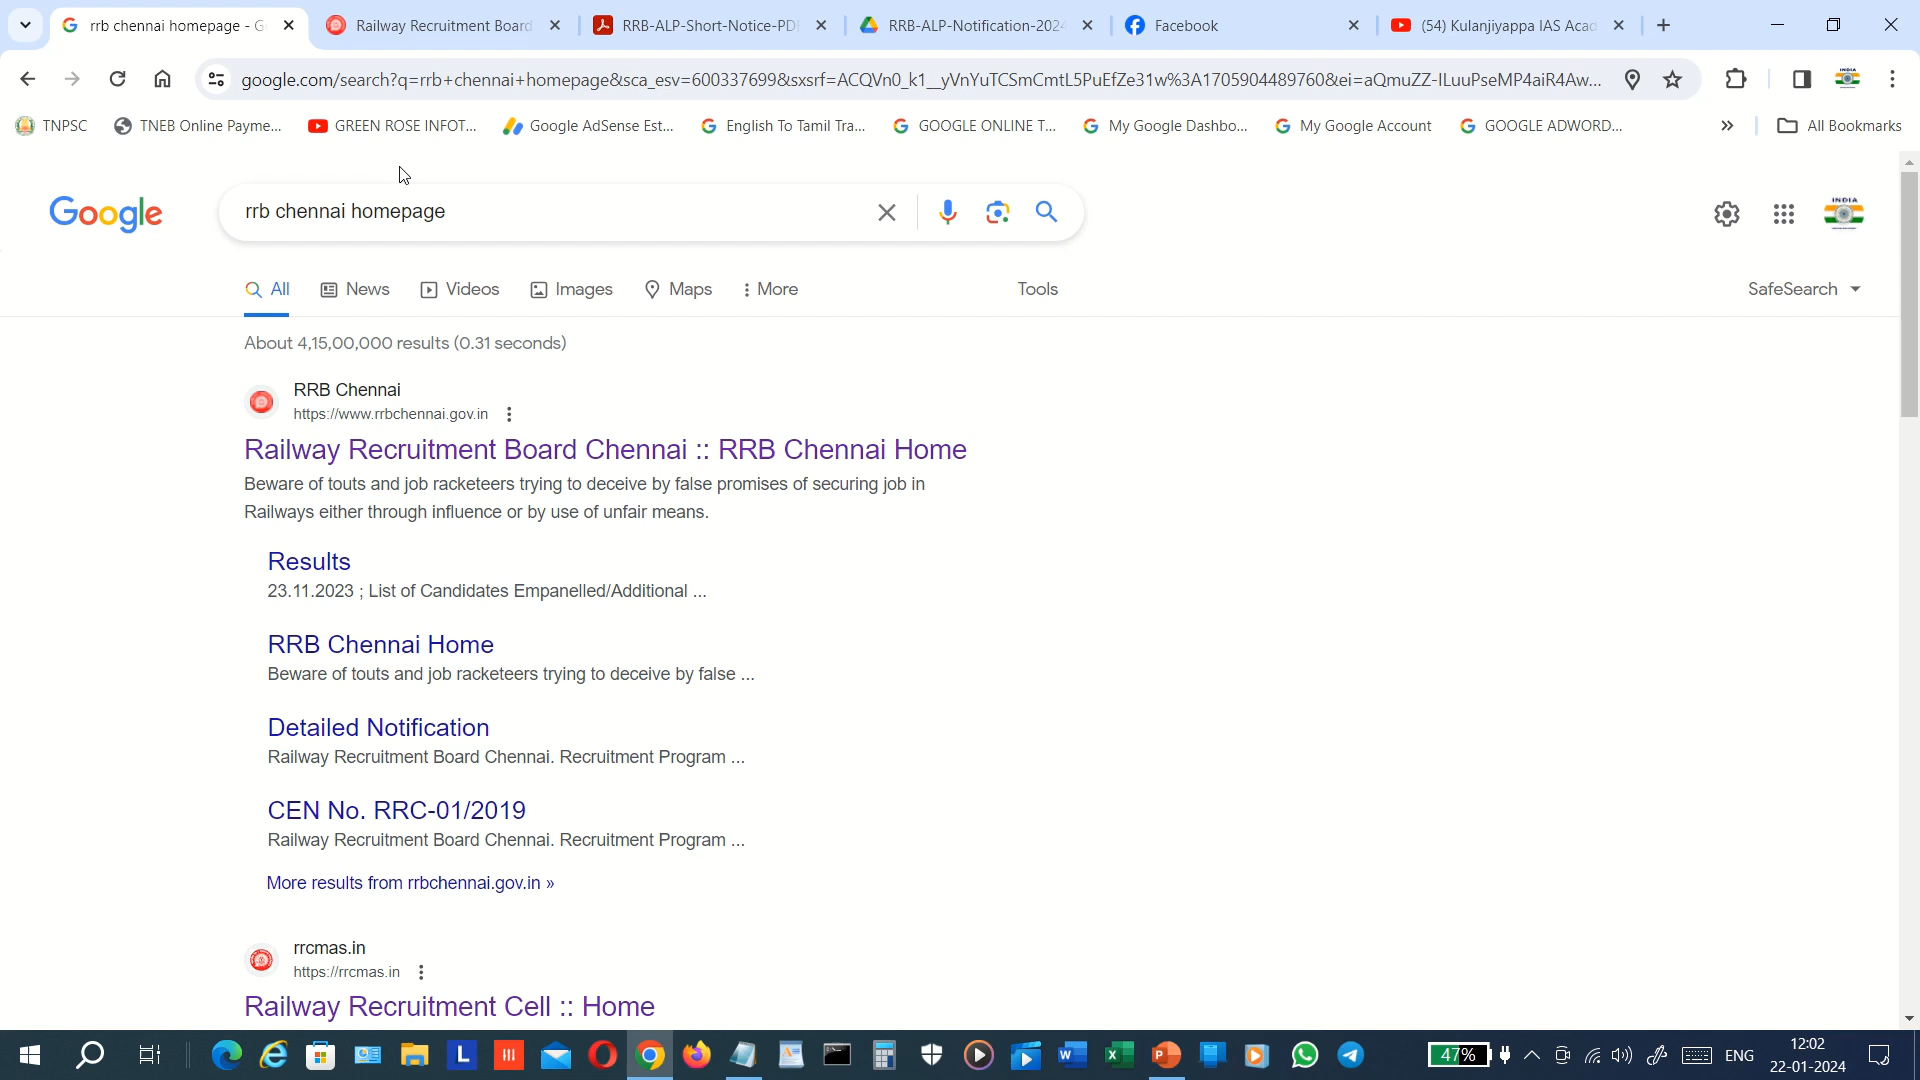 rrb chennai homepage - G
Railway Recruitment Board
RRB-ALP-Short-Notice-PD
RRB-ALP-Notification-2024
Facebook
(54) Kulanjiyappa IAS Acad
google.com/search?q=rrb+chennai+homepage&sca_esv=600337699&sxsrf=ACQVn0_k1__yVnYuTCSmCmtL5PuEfZe31w%3A1705904489760&ei=aQmuZZ-ILuuPseMP4aiR4Aw...
TNPSC
TNEB Online Payme...
GREEN ROSE INFOT...
Google AdSense Est...
English To Tamil Tra...
GOOGLE ONLINE T...
My Google Dashbo...
My Google Account
GOOGLE ADWORD...
All Bookmarks
Google
rrb chennai homepage
INDIA
All
News
Videos
Images
Maps
More
Tools
SafeSearch
About 4,15,00,000 results (0.31 seconds)
RRB Chennai
https://www.rrbchennai.gov.in
Railway Recruitment Board Chennai :: RRB Chennai Home
Beware of touts and job racketeers trying to deceive by false promises of securing job in
Railways either through influence or by use of unfair means.
Results
23.11.2023 ; List of Candidates Empanelled/Additional ...
RRB Chennai Home
Beware of touts and job racketeers trying to deceive by false ...
Detailed Notification
Railway Recruitment Board Chennai. Recruitment Program ...
CEN No. RRC-01/2019
Railway Recruitment Board Chennai. Recruitment Program ...
More results from rrbchennai.gov.in »
rrcmas.in
https://rrcmas.in
Railway Recruitment Cell :: Home
47%
ENG
12:02
22-01-2024